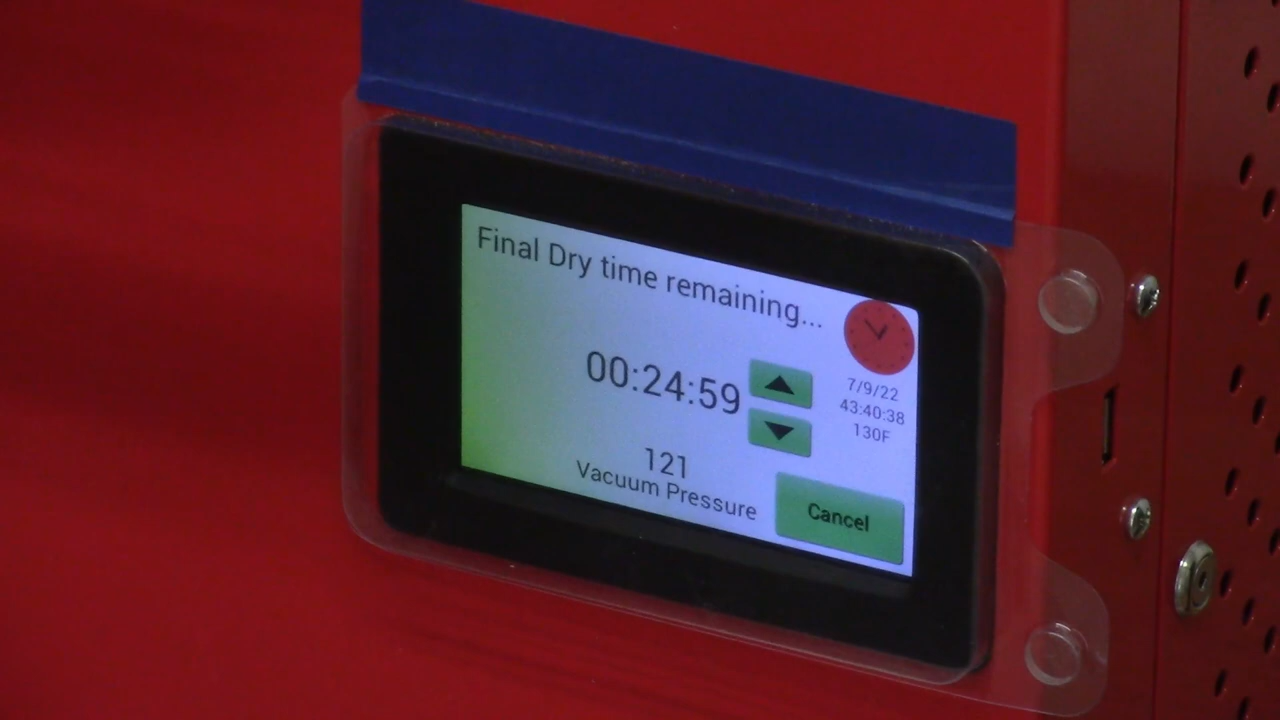 Final Dry time remaining...
00:24:59
7/9/22
43:40:38
130F
121
Vacuum Pressure
Cancel